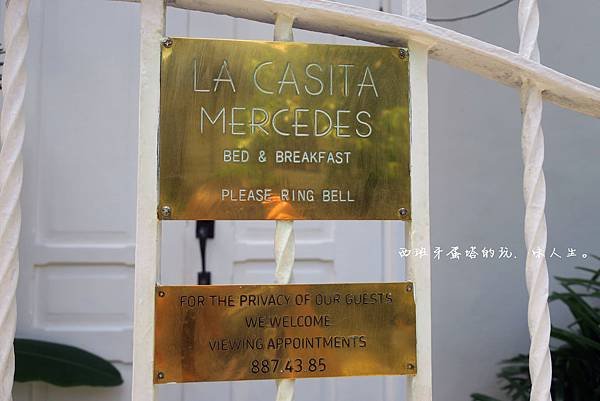 LA CASITA
MERCEDES
BED & BREAKFAST
PLEASE RING BELL
西班牙蛋塔的玩．味人生。
FOR THE PRIVACY OF OUR GUESTS
WE WELCOME
VIEWING APPOINTMENTS
887.43.85